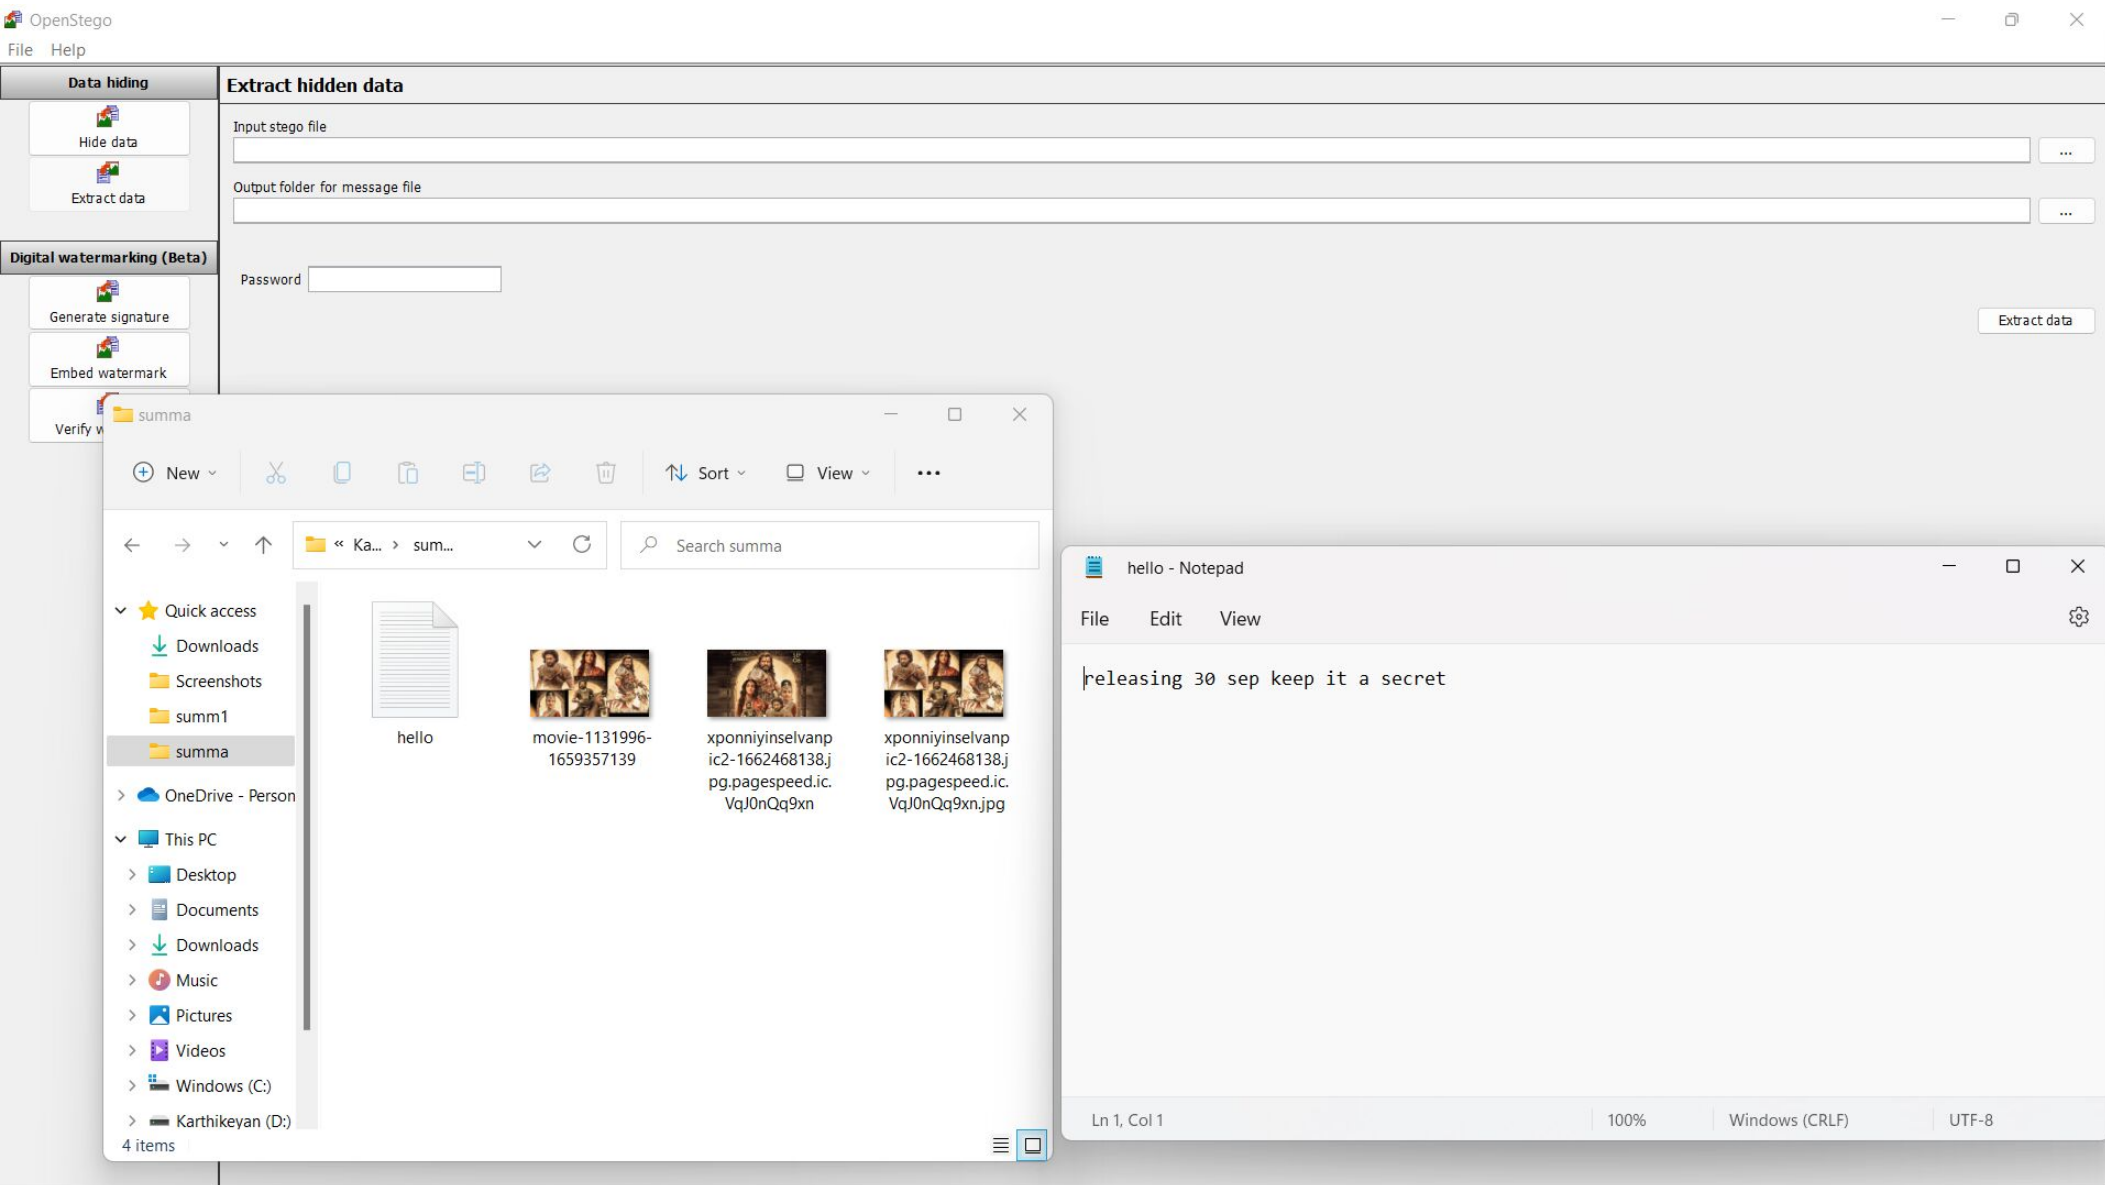 OpenStego
File Help
Data hiding
Hide data
Extract data
Digital watermarking (Beta)
Generate signature
Embed watermark
Verify w
Extract hidden data
Input stego file
...
Output folder for message file
...
Password
Extract data
summa
New
Sort
View
« Ka... › sum...
Search summa
Quick access
Downloads
Screenshots
summ1
summa
OneDrive - Person
This PC
Desktop
Documents
Downloads
Music
Pictures
Videos
Windows (C:)
Karthikeyan (D:)
hello
movie-1131996-
1659357139
xponniyinselvanp
ic2-1662468138.j
pg.pagespeed.ic.
VqJ0nQq9xn
xponniyinselvanp
ic2-1662468138.j
pg.pagespeed.ic.
VqJ0nQq9xn.jpg
4 items
hello - Notepad
File Edit View
releasing 30 sep keep it a secret
Ln 1, Col 1
100%
Windows (CRLF)
UTF-8